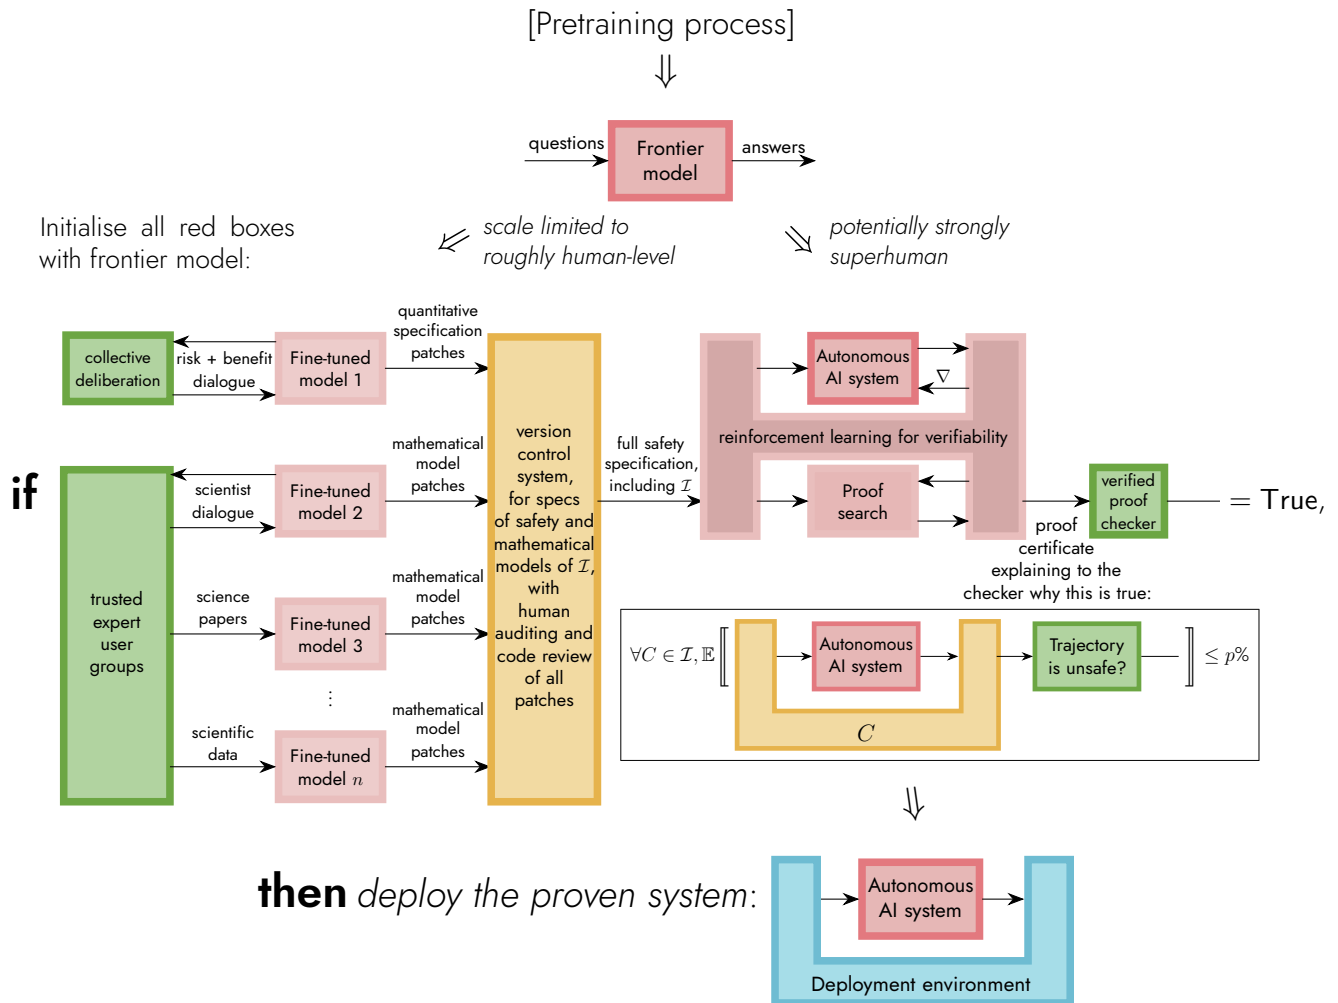 [Pretraining process]
⇓
questions
Frontier
model
answers
Initialise all red boxes
with frontier model:
scale limited to
roughly human-level
potentially strongly
superhuman
if
collective
deliberation
risk + benefit
dialogue
Fine-tuned
model 1
quantitative
specification
patches
trusted
expert
user
groups
scientist
dialogue
Fine-tuned
model 2
mathematical
model
patches
science
papers
Fine-tuned
model 3
mathematical
model
patches
⋮
scientific
data
Fine-tuned
model n
mathematical
model
patches
version
control
system,
for specs
of safety and
mathematical
models of ℐ,
with
human
auditing and
code review
of all
patches
full safety
specification,
including ℐ
Autonomous
AI system
∇
reinforcement learning for verifiability
Proof
search
verified
proof
checker
= True,
proof
certificate
explaining to the
checker why this is true:
∀C ∈ ℐ, 𝔼⟦
Autonomous
AI system
C
Trajectory
is unsafe?
⟧ ≤ p%
⇓
then deploy the proven system:
Autonomous
AI system
Deployment environment